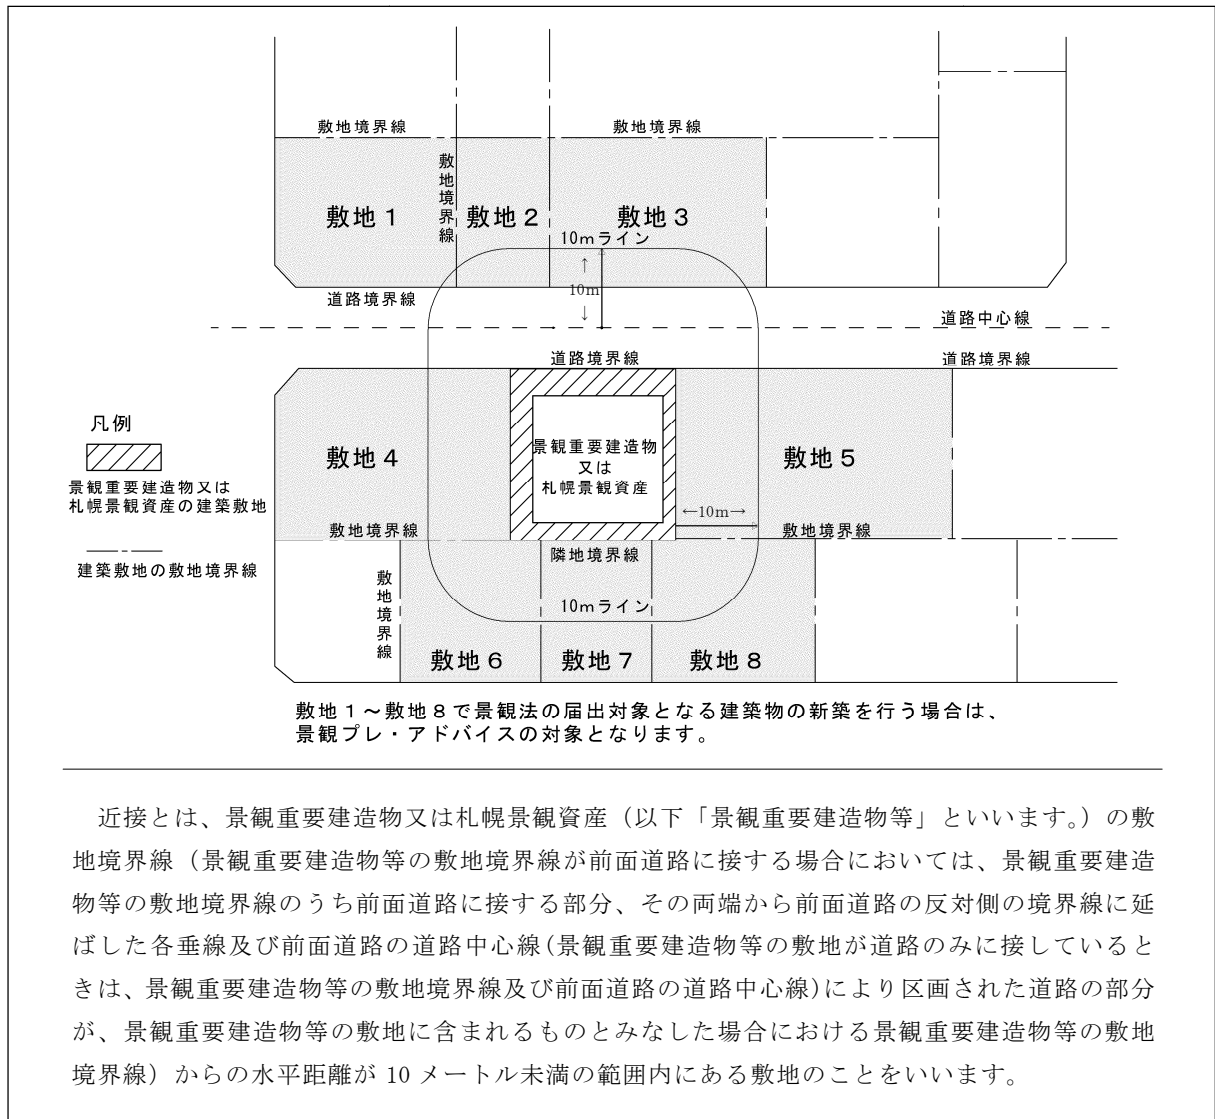 敷地境界線
敷地境界線
敷地境界線
敷地１
敷地２
敷地３
10ｍライン
↑
10m
↓
道路境界線
道路中心線
道路境界線
道路境界線
凡例
景観重要建造物又は
札幌景観資産の建築敷地
建築敷地の敷地境界線
敷地４
景観重要建造物
又は
札幌景観資産
敷地５
←10m→
敷地境界線
敷地境界線
隣地境界線
敷地境界線
10ｍライン
敷地６
敷地７
敷地８
敷地１～敷地８で景観法の届出対象となる建築物の新築を行う場合は、
景観プレ・アドバイスの対象となります。
近接とは、景観重要建造物又は札幌景観資産（以下「景観重要建造物等」といいます。）の敷
地境界線（景観重要建造物等の敷地境界線が前面道路に接する場合においては、景観重要建造
物等の敷地境界線のうち前面道路に接する部分、その両端から前面道路の反対側の境界線に延
ばした各垂線及び前面道路の道路中心線(景観重要建造物等の敷地が道路のみに接していると
きは、景観重要建造物等の敷地境界線及び前面道路の道路中心線)により区画された道路の部分
が、景観重要建造物等の敷地に含まれるものとみなした場合における景観重要建造物等の敷地
境界線）からの水平距離が 10 メートル未満の範囲内にある敷地のことをいいます。